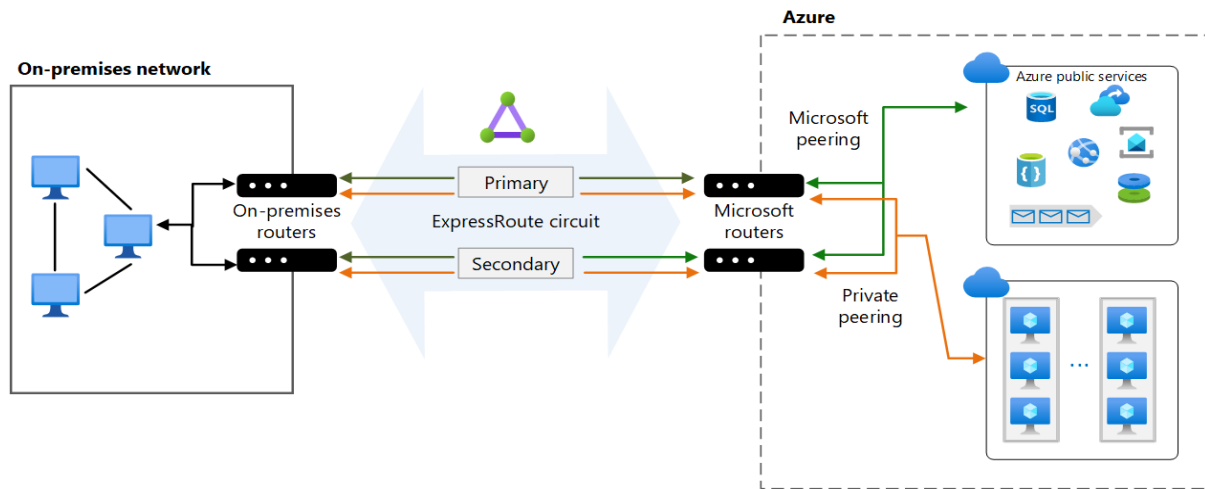 Azure
On-premises network
Azure public services
SQL
Microsoft
peering
{ }
Primary
On-premises
routers
ExpressRoute circuit
Microsoft
routers
Secondary
Private
peering
...